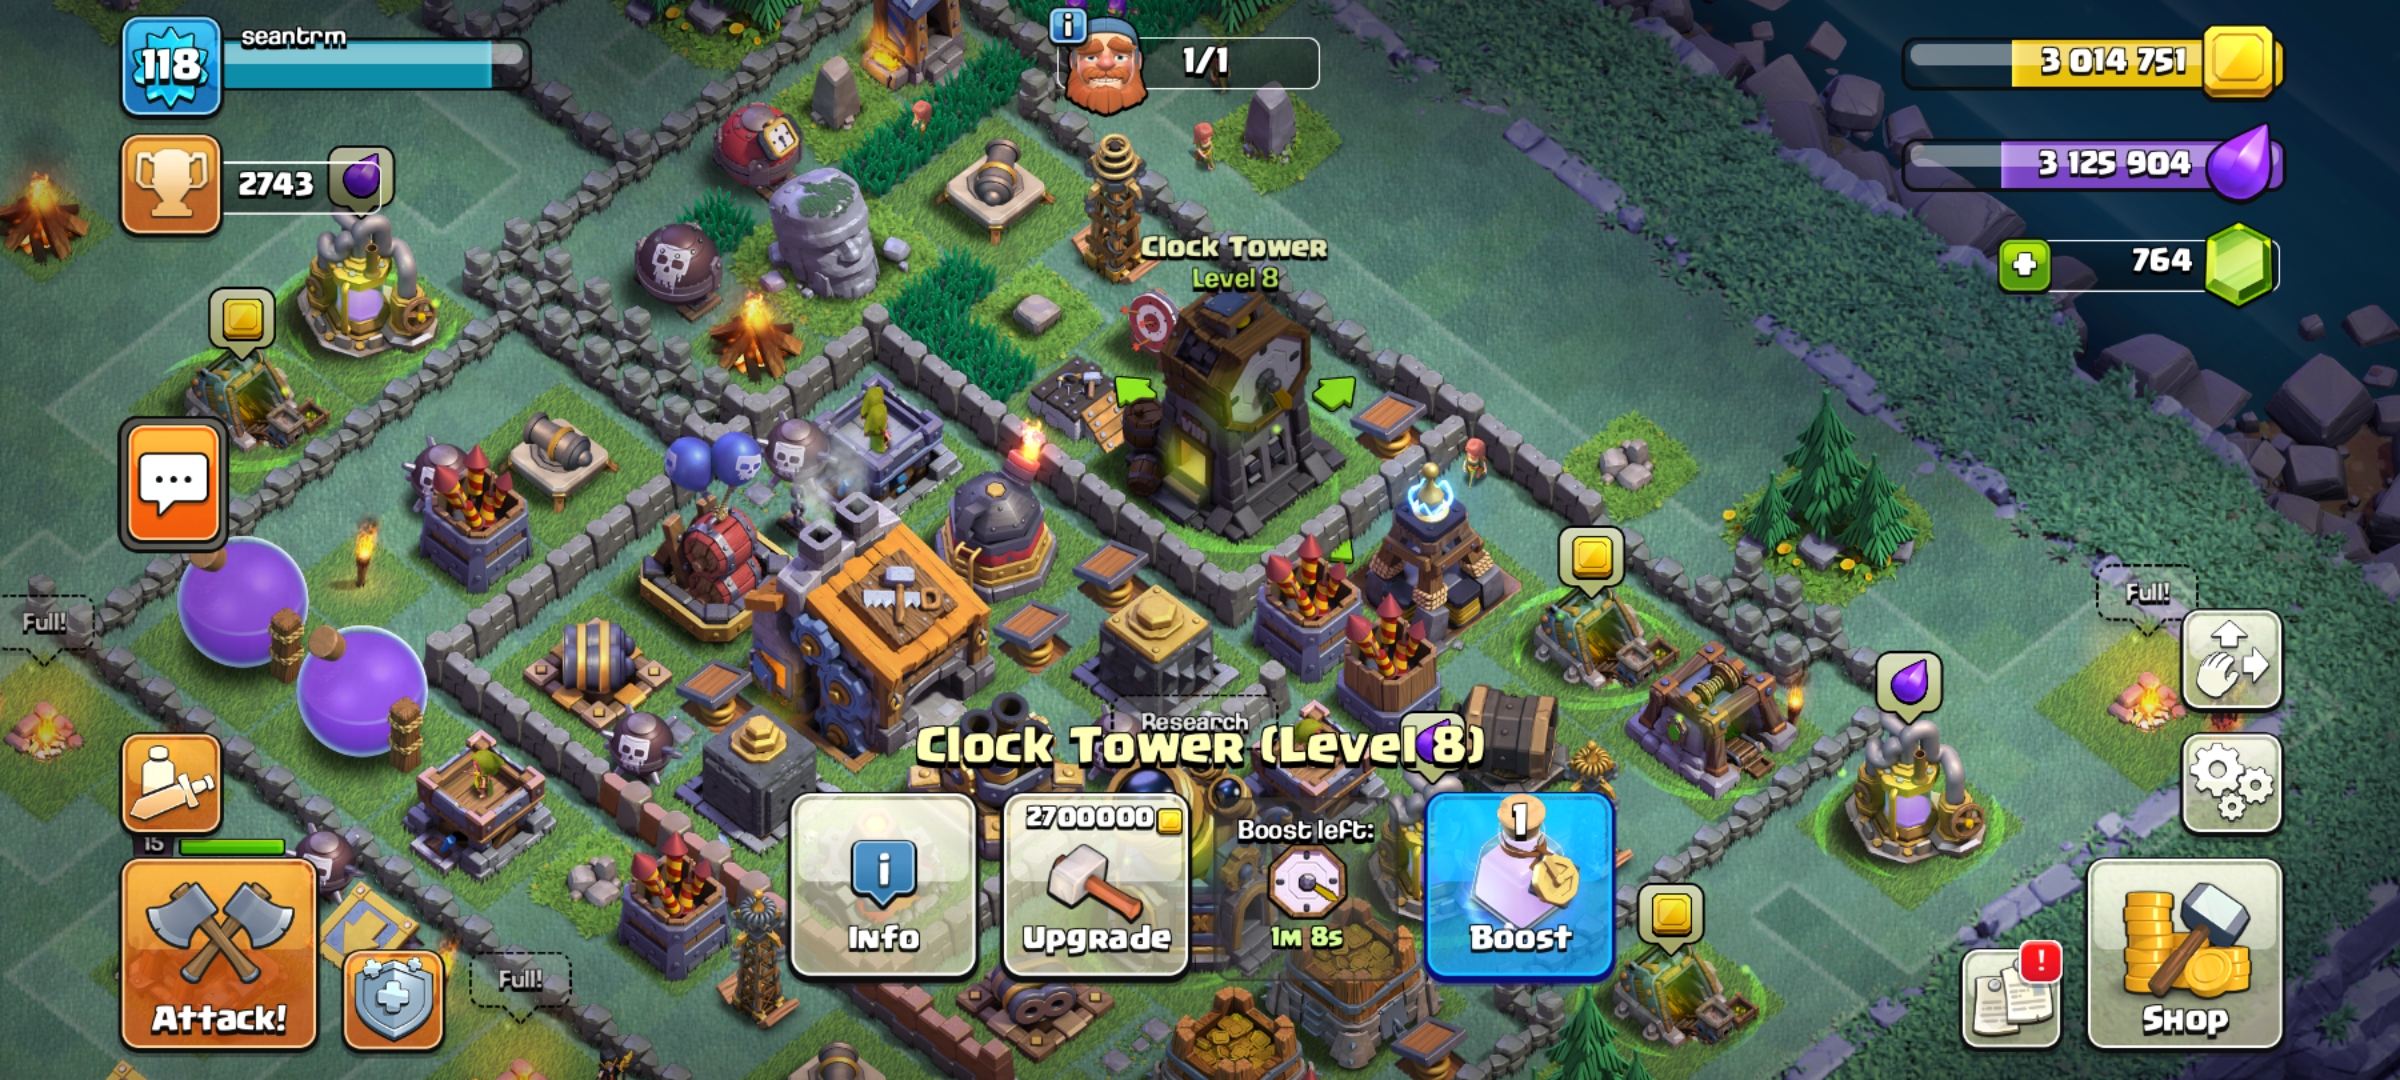 118
seantrm
1/1
3 014 751
2743
3 125 904
764
Clock Tower
Level 8
VIII
Full!
Full!
Research
Clock Tower (Level 8)
2700000
Boost left:
1
15
Info
Upgrade
1M 8s
Boost
Full!
!
Attack!
Shop